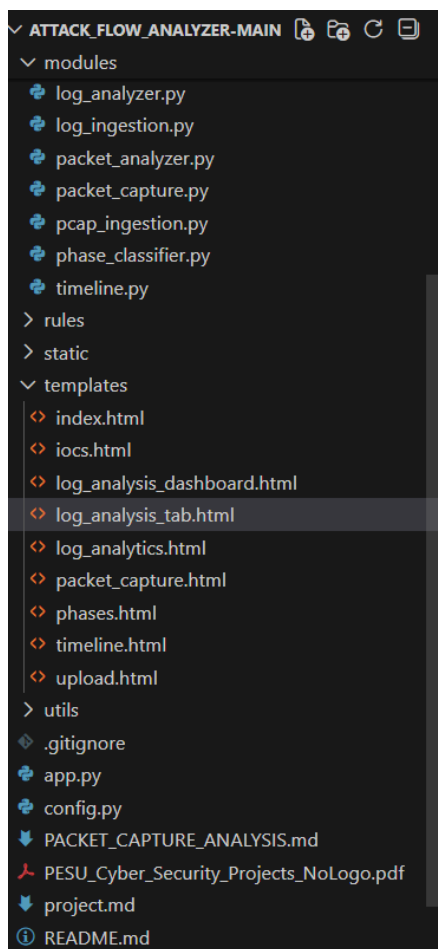 ATTACK_FLOW_ANALYZER-MAIN
modules
log_analyzer.py
log_ingestion.py
packet_analyzer.py
packet_capture.py
pcap_ingestion.py
phase_classifier.py
timeline.py
rules
static
templates
index.html
iocs.html
log_analysis_dashboard.html
log_analysis_tab.html
log_analytics.html
packet_capture.html
phases.html
timeline.html
upload.html
utils
.gitignore
app.py
config.py
PACKET_CAPTURE_ANALYSIS.md
PESU_Cyber_Security_Projects_NoLogo.pdf
project.md
README.md